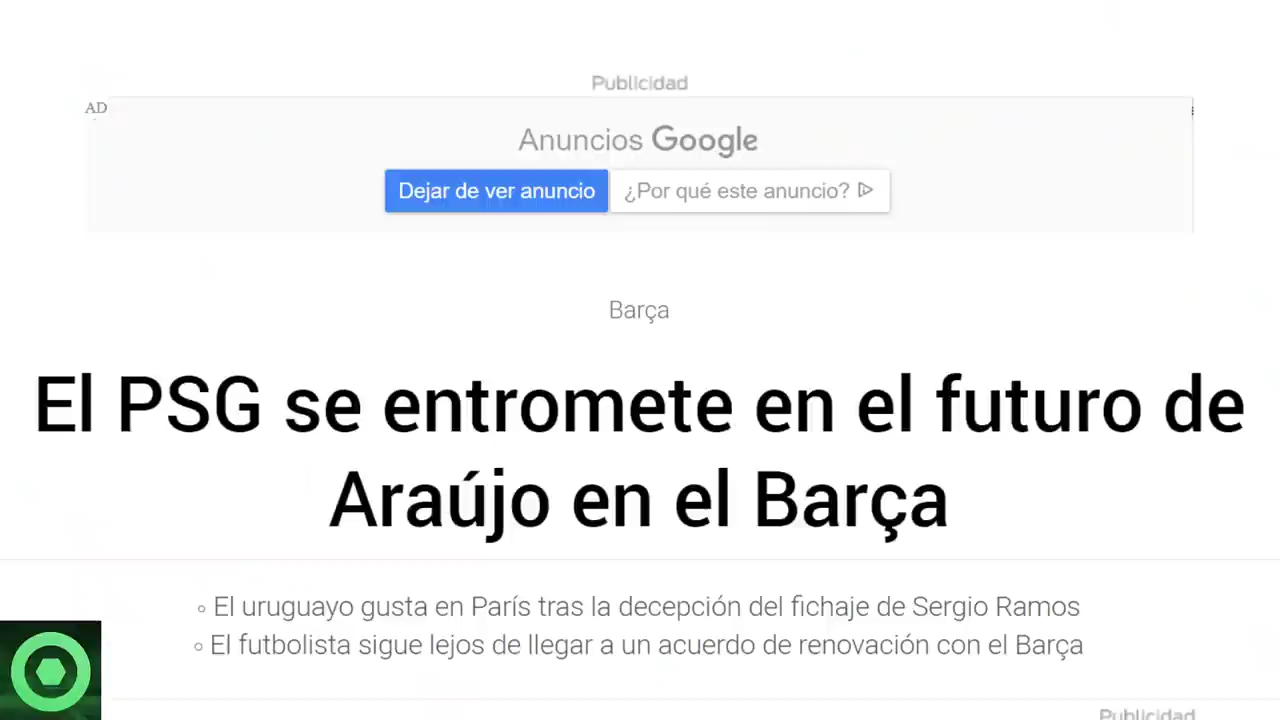 Publicidad
AD
Anuncios Google
Dejar de ver anuncio
¿Por qué este anuncio?
Barça
El PSG se entromete en el futuro de
Araújo en el Barça
El uruguayo gusta en París tras la decepción del fichaje de Sergio Ramos
El futbolista sigue lejos de llegar a un acuerdo de renovación con el Barça
Publicidad